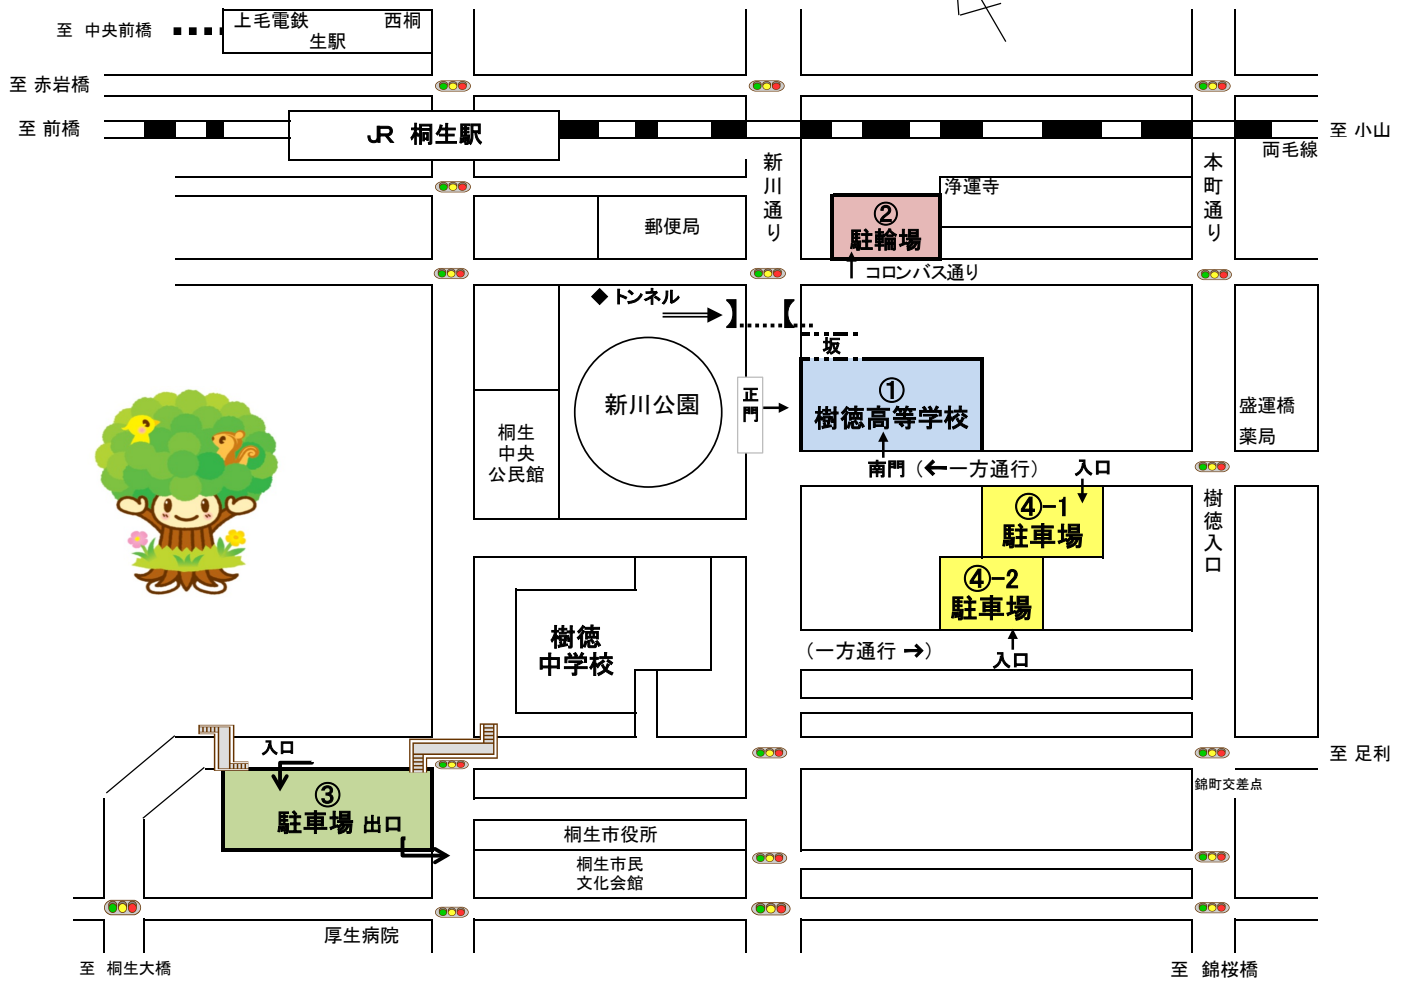 上毛電鉄　　西桐
生駅
至 中央前橋
至 赤岩橋
至 前橋
JR 桐生駅
至 小山
両毛線
新川通り
本町通り
浄運寺
②
駐輪場
郵便局
コロンバス通り
◆ トンネル
坂
新川公園
正門
①
樹徳高等学校
盛運橋
薬局
桐生
中央
公民館
南門（←一方通行）
入口
④-1
駐車場
樹徳入口
④-2
駐車場
（一方通行 →）
入口
樹徳
中学校
入口
至 足利
錦町交差点
③
駐車場 出口
桐生市役所
桐生市民
文化会館
厚生病院
至 桐生大橋
至 錦桜橋